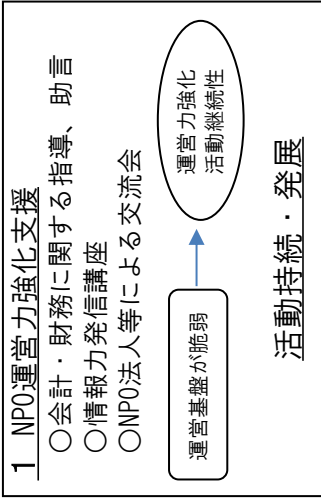 1 NPO運営力強化支援
○会計・財務に関する指導、助言
○情報力発信講座
○NPO法人等による交流会
運営基盤が脆弱
運営力強化
活動継続性
活動持続・発展